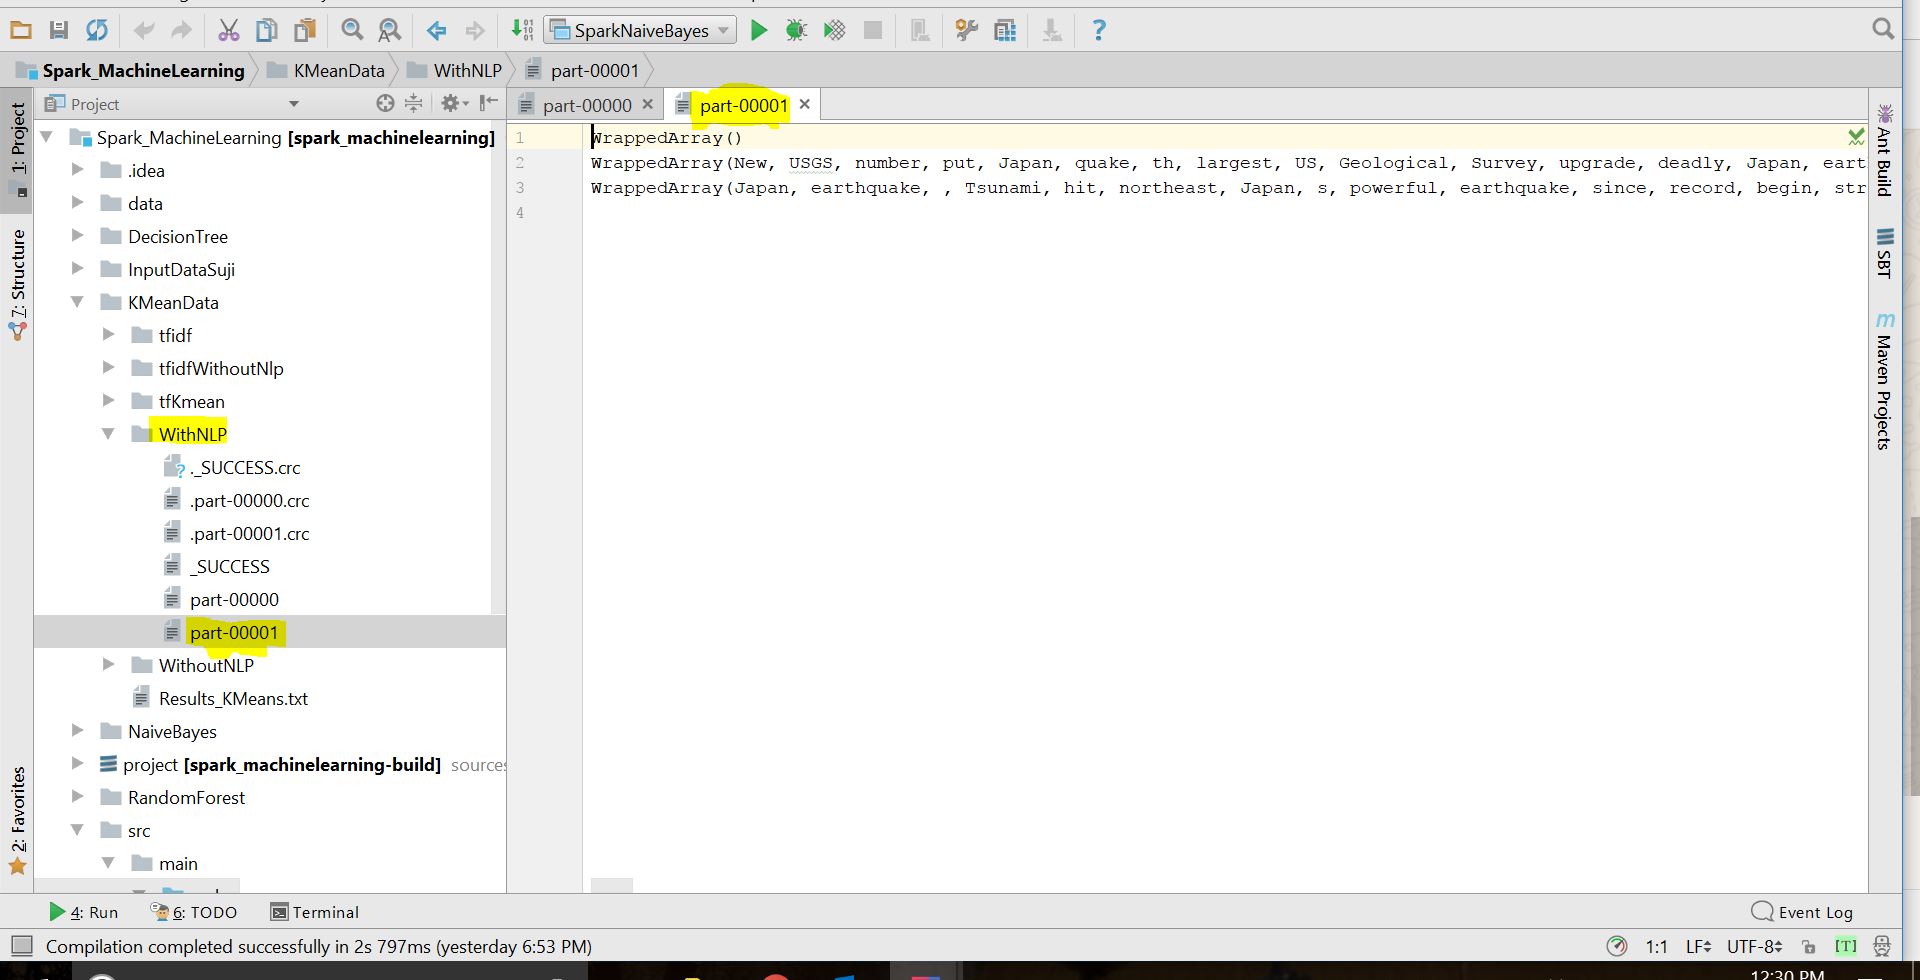 SparkNaiveBayes
Spark_MachineLearning
KMeanData
WithNLP
part-00001
1: Project
7: Structure
2: Favorites
Project
Spark_MachineLearning [spark_machinelearning]
.idea
data
DecisionTree
InputDataSuji
KMeanData
tfidf
tfidfWithoutNlp
tfKmean
WithNLP
._SUCCESS.crc
.part-00000.crc
.part-00001.crc
_SUCCESS
part-00000
part-00001
WithoutNLP
Results_KMeans.txt
NaiveBayes
project [spark_machinelearning-build] sources
RandomForest
src
main
part-00000
part-00001
1 WrappedArray()
2 WrappedArray(New, USGS, number, put, Japan, quake, th, largest, US, Geological, Survey, upgrade, deadly, Japan, eart
3 WrappedArray(Japan, earthquake, , Tsunami, hit, northeast, Japan, s, powerful, earthquake, since, record, begin, str
4
Ant Build
SBT
Maven Projects
4: Run
6: TODO
Terminal
Event Log
Compilation completed successfully in 2s 797ms (yesterday 6:53 PM)
1:1
LF
UTF-8
[T]
12:30 PM